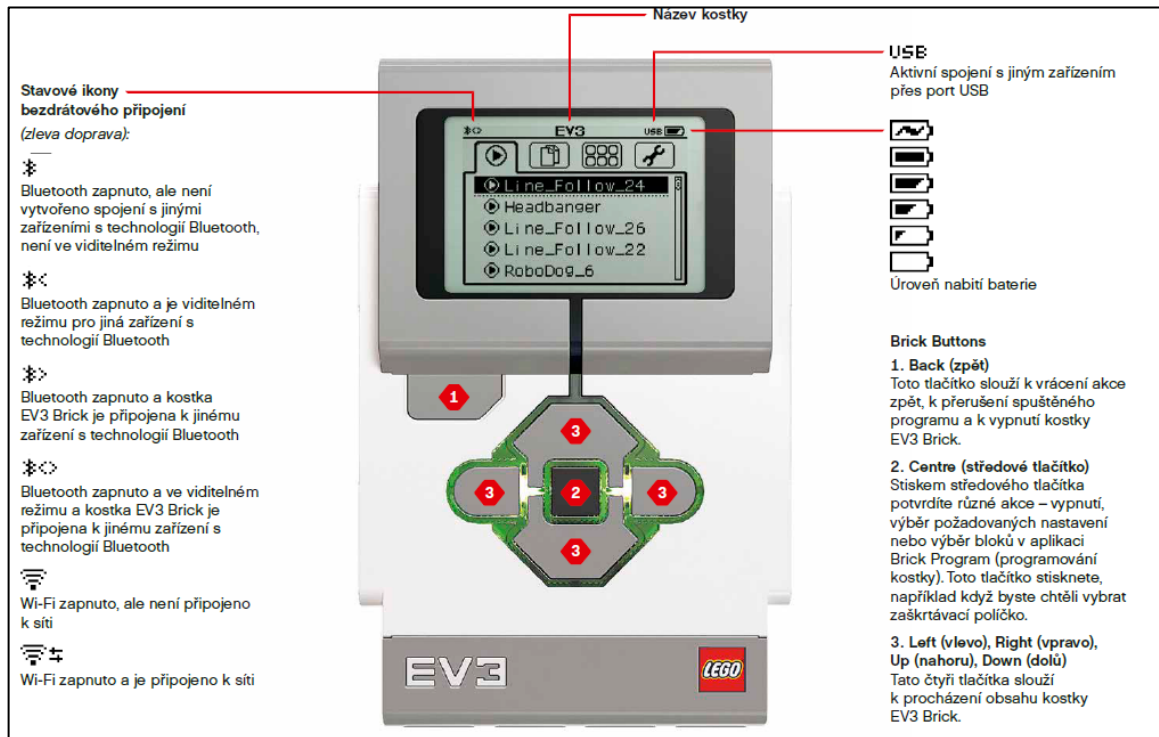 Název kostky
Stavové ikony
bezdrátového připojení
(zleva doprava):
Bluetooth zapnuto, ale není
vytvořeno spojení s jinými
zařízeními s technologií Bluetooth,
není ve viditelném režimu
Bluetooth zapnuto a je viditelném
režimu pro jiná zařízení s
technologií Bluetooth
Bluetooth zapnuto a kostka
EV3 Brick je připojena k jinému
zařízení s technologií Bluetooth
Bluetooth zapnuto a ve viditelném
režimu a kostka EV3 Brick je
připojena k jinému zařízení s
technologií Bluetooth
Wi-Fi zapnuto, ale není připojeno
k síti
Wi-Fi zapnuto a je připojeno k síti
EV3
USB
Line_Follow_24
Headbanger
Line_Follow_26
Line_Follow_22
RoboDog_6
1
3
3
2
3
3
EV3
LEGO
USB
Aktivní spojení s jiným zařízením
přes port USB
Úroveň nabití baterie
Brick Buttons
1. Back (zpět)
Toto tlačítko slouží k vrácení akce
zpět, k přerušení spuštěného
programu a k vypnutí kostky
EV3 Brick.
2. Centre (středové tlačítko)
Stiskem středového tlačítka
potvrdíte různé akce – vypnutí,
výběr požadovaných nastavení
nebo výběr bloků v aplikaci
Brick Program (programování
kostky). Toto tlačítko stisknete,
například když byste chtěli vybrat
zaškrtávací políčko.
3. Left (vlevo), Right (vpravo),
Up (nahoru), Down (dolů)
Tato čtyři tlačítka slouží
k procházení obsahu kostky
EV3 Brick.